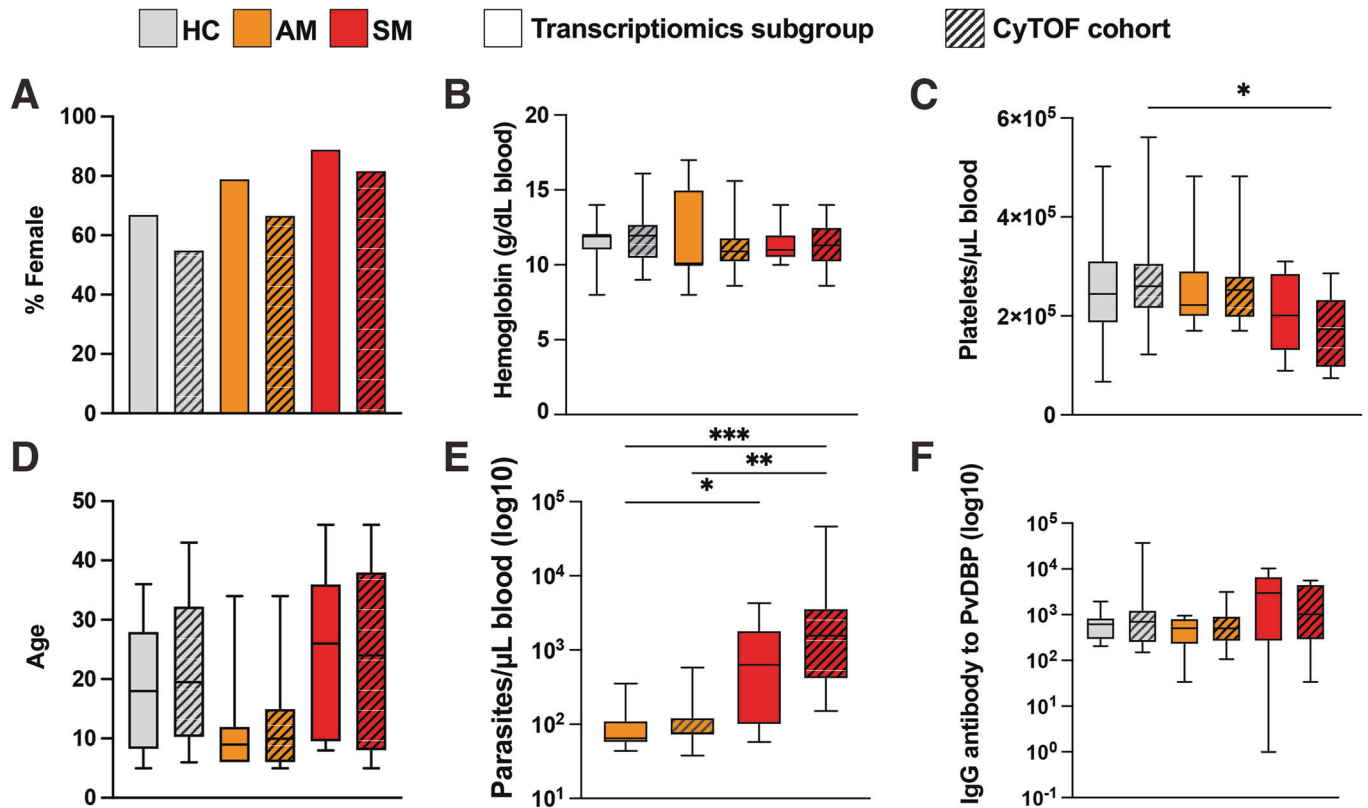 HC AM SM Transcriptiomics subgroup CyTOF cohort
A
% Female
100
80
60
40
20
0
B
Hemoglobin (g/dL blood)
20
15
10
5
0
C
Platelets/µL blood
6×10⁵
4×10⁵
2×10⁵
0
*
D
Age
50
40
30
20
10
0
E
Parasites/µL blood (log10)
10⁵
10⁴
10³
10²
10¹
***
**
*
F
IgG antibody to PvDBP (log10)
10⁵
10⁴
10³
10²
10¹
10⁰
10⁻¹